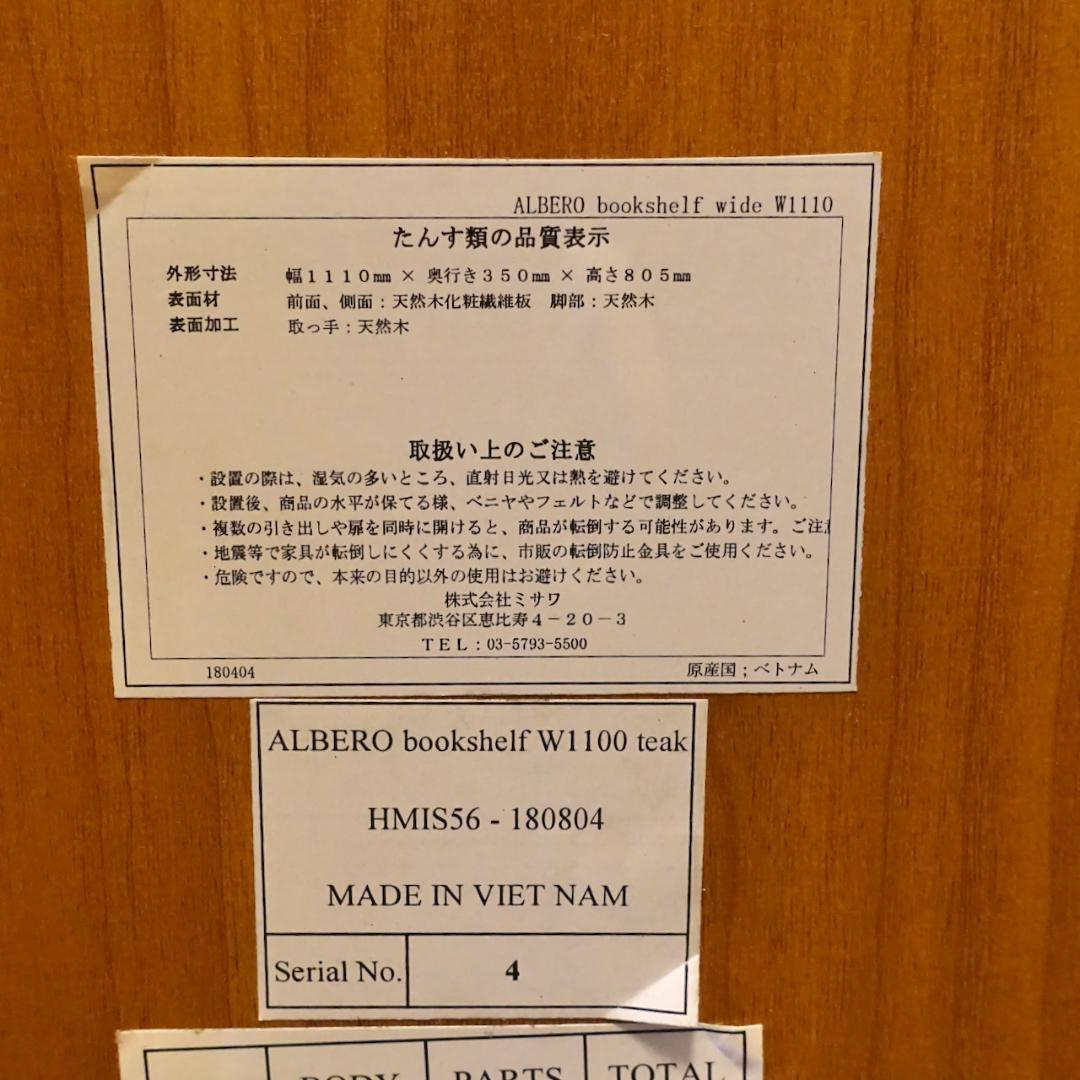 ALBERO bookshelf wide W1110
たんす類の品質表示
外形寸法 幅1110㎜ × 奥行き350㎜ × 高さ805㎜
表面材 前面、側面：天然木化粧繊維板 脚部：天然木
表面加工 取っ手：天然木
取扱い上のご注意
・設置の際は、湿気の多いところ、直射日光又は熱を避けてください。
・設置後、商品の水平が保てる様、ベニヤやフェルトなどで調整してください。
・複数の引き出しや扉を同時に開けると、商品が転倒する可能性があります。ご注
・地震等で家具が転倒しにくくする為に、市販の転倒防止金具をご使用ください。
・危険ですので、本来の目的以外の使用はお避けください。
株式会社ミサワ
東京都渋谷区恵比寿4－20－3
TEL：03-5793-5500
180404 原産国；ベトナム
ALBERO bookshelf W1100 teak
HMIS56 - 180804
MADE IN VIET NAM
Serial No. 4
BODY PARTS TOTAL